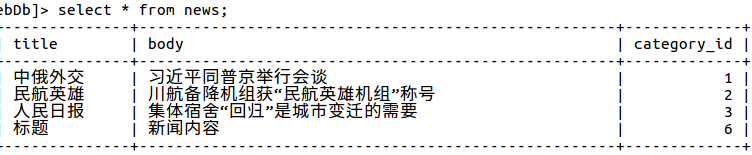 ebDb]> select * from news;
title | body | category_id |
中俄外交 | 习近平同普京举行会谈 | 1 |
民航英雄 | 川航备降机组获“民航英雄机组”称号 | 2 |
人民日报 | 集体宿舍“回归”是城市变迁的需要 | 3 |
标题 | 新闻内容 | 6 |